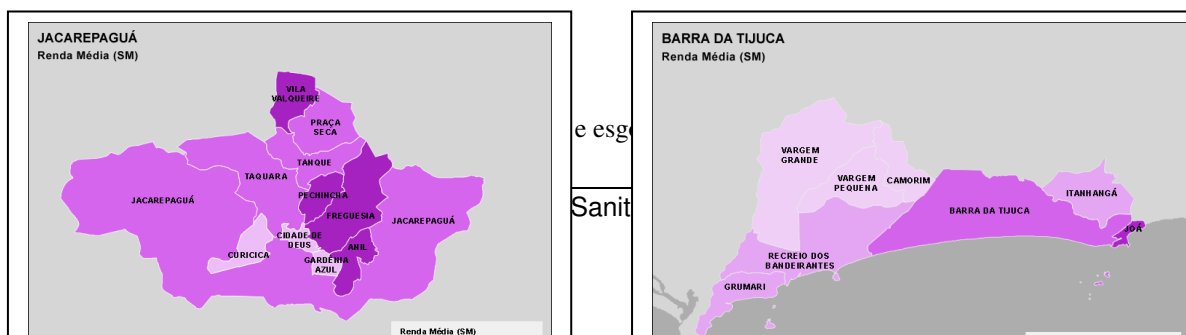 JACAREPAGUÁ
Renda Média (SM)
VILA
VALQUEIRE
PRAÇA
SECA
TANQUE
TAQUARA
PECHINCHA
JACAREPAGUÁ
FREGUESIA
JACAREPAGUÁ
CIDADE DE
DEUS
ANIL
CURICICA
GARDÊNIA
AZUL
Renda Média (SM)
e esg
Sanit
BARRA DA TIJUCA
Renda Média (SM)
VARGEM
GRANDE
VARGEM
PEQUENA
CAMORIM
ITANHANGÁ
BARRA DA TIJUCA
JOÁ
RECREIO DOS
BANDEIRANTES
GRUMARI